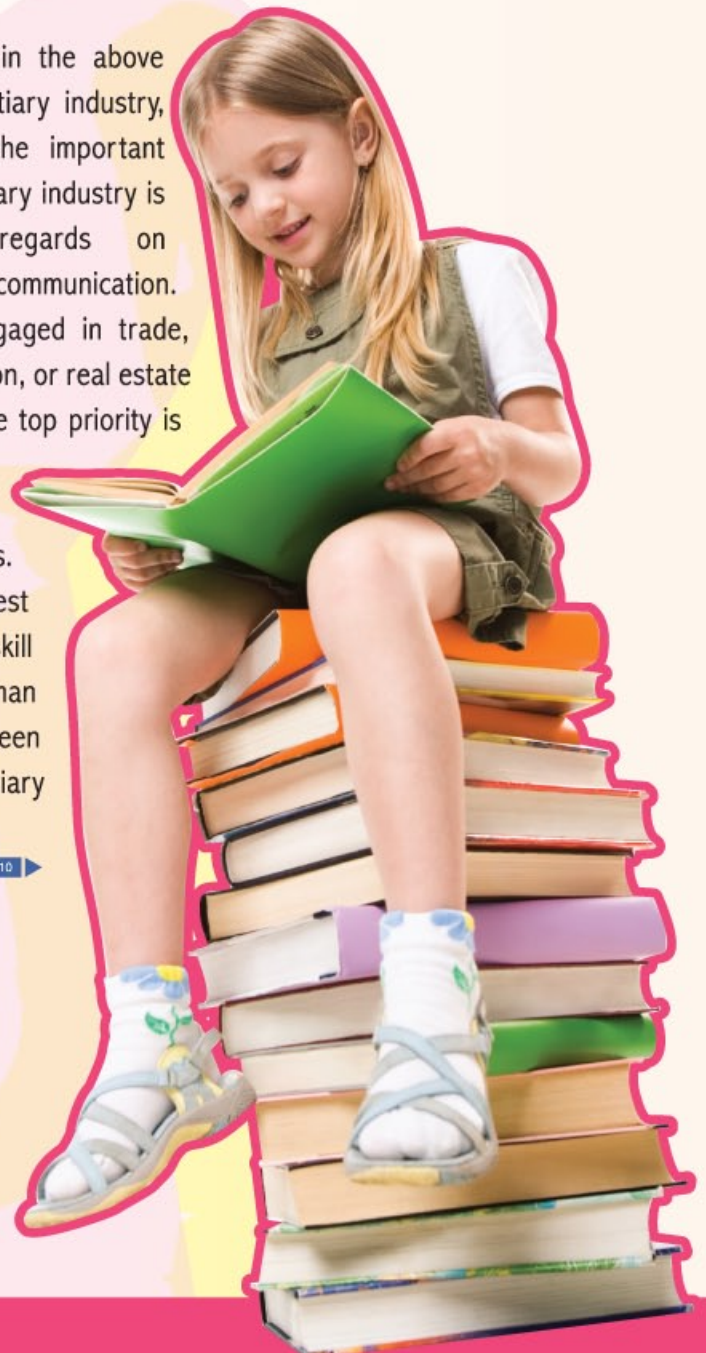 in the above
tiary industry,
he important
ary industry is
regards on
communication.
gaged in trade,
on, or real estate
e top priority is
s.
est
kill
nan
een
iary
10